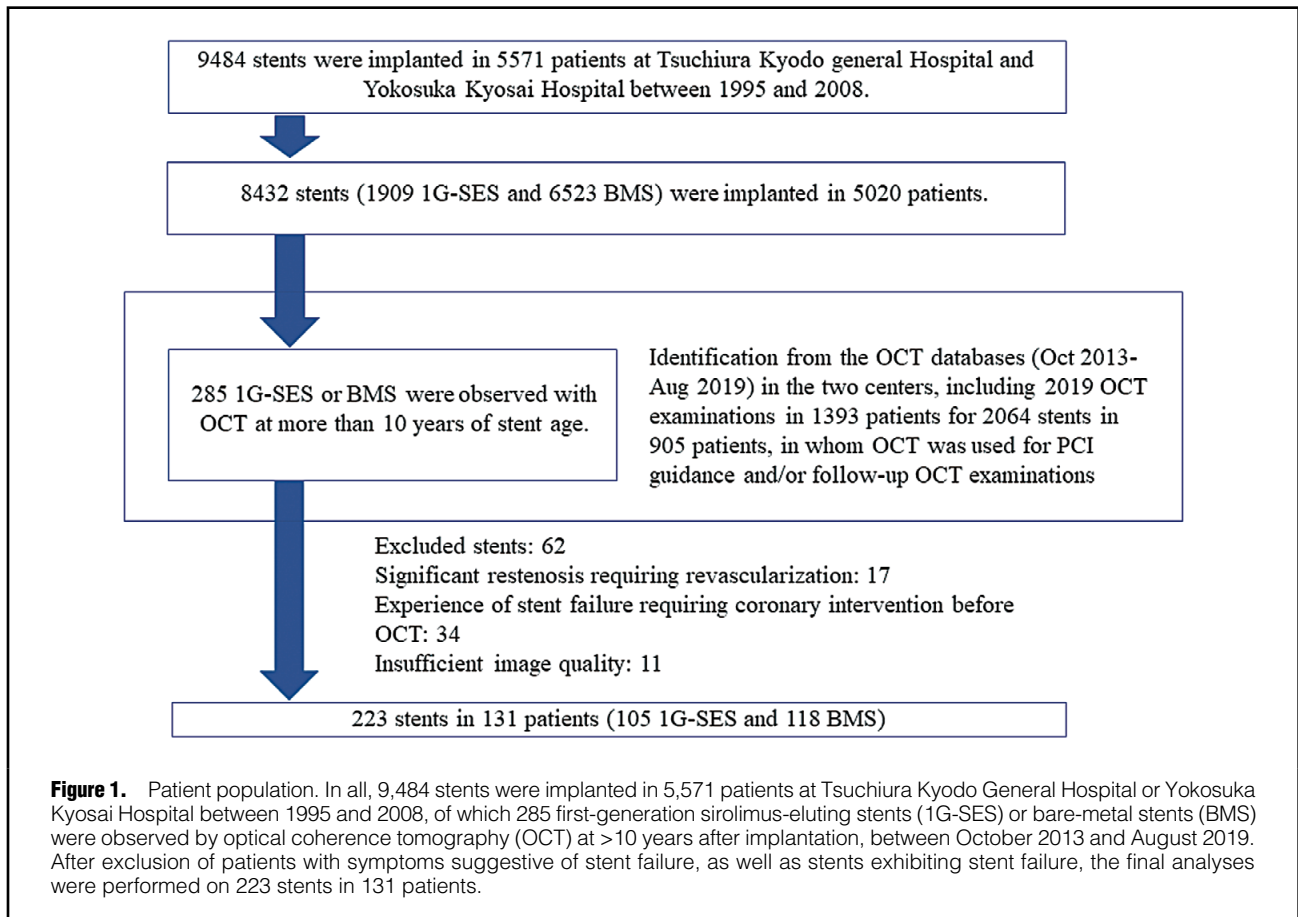 9484 stents were implanted in 5571 patients at Tsuchiura Kyodo general Hospital and
Yokosuka Kyosai Hospital between 1995 and 2008.
8432 stents (1909 1G-SES and 6523 BMS) were implanted in 5020 patients.
285 1G-SES or BMS were observed with
OCT at more than 10 years of stent age.
Identification from the OCT databases (Oct 2013-
Aug 2019) in the two centers, including 2019 OCT
examinations in 1393 patients for 2064 stents in
905 patients, in whom OCT was used for PCI
guidance and/or follow-up OCT examinations
Excluded stents: 62
Significant restenosis requiring revascularization: 17
Experience of stent failure requiring coronary intervention before
OCT: 34
Insufficient image quality: 11
223 stents in 131 patients (105 1G-SES and 118 BMS)
Figure 1. Patient population. In all, 9,484 stents were implanted in 5,571 patients at Tsuchiura Kyodo General Hospital or Yokosuka
Kyosai Hospital between 1995 and 2008, of which 285 first-generation sirolimus-eluting stents (1G-SES) or bare-metal stents (BMS)
were observed by optical coherence tomography (OCT) at >10 years after implantation, between October 2013 and August 2019.
After exclusion of patients with symptoms suggestive of stent failure, as well as stents exhibiting stent failure, the final analyses
were performed on 223 stents in 131 patients.